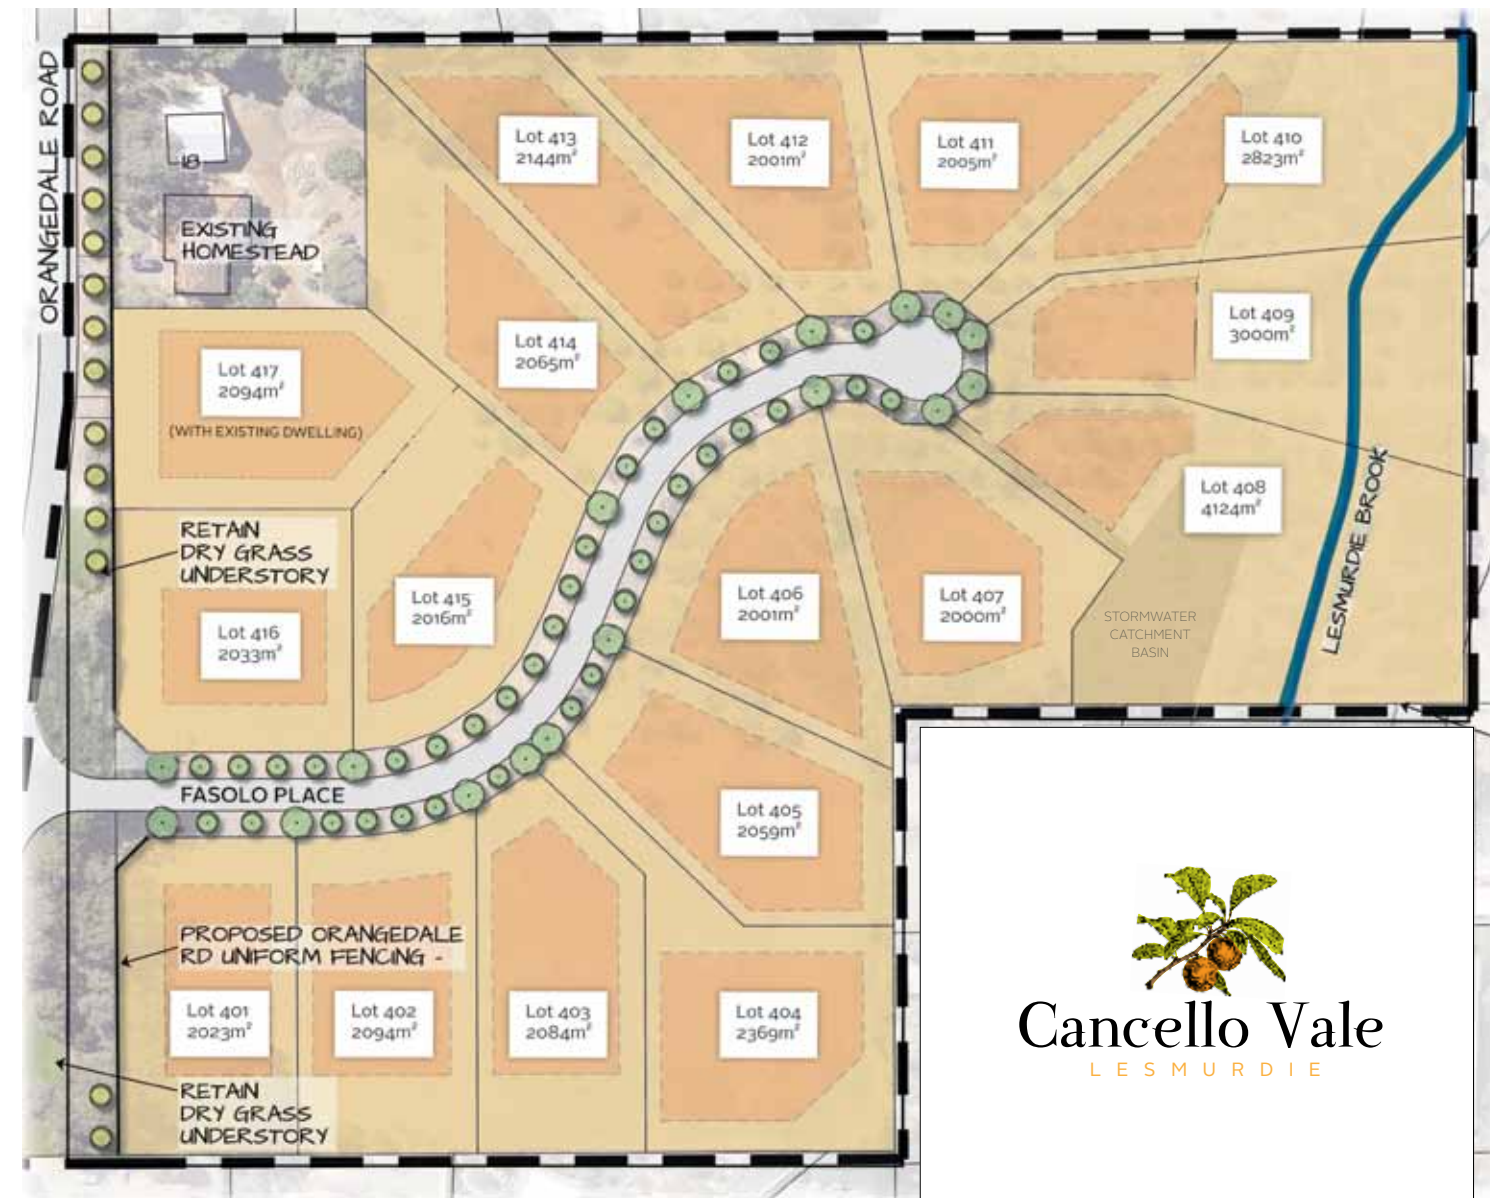 ORANGEDALE ROAD
18
EXISTING
HOMESTEAD
Lot 413
2144m²
Lot 412
2001m²
Lot 411
2005m²
Lot 410
2823m²
Lot 409
3000m²
Lot 414
2065m²
Lot 417
2094m²
(WITH EXISTING DWELLING)
Lot 408
4124m²
LESMURDIE BROOK
RETAIN
DRY GRASS
UNDERSTORY
Lot 415
2016m²
Lot 406
2001m²
Lot 407
2000m²
STORMWATER
CATCHMENT
BASIN
Lot 416
2033m²
FASOLO PLACE
Lot 405
2059m²
PROPOSED ORANGEDALE
RD UNIFORM FENCING -
Lot 401
2023m²
Lot 402
2094m²
Lot 403
2084m²
Lot 404
2369m²
RETAIN
DRY GRASS
UNDERSTORY
Cancello Vale
LESMURDIE